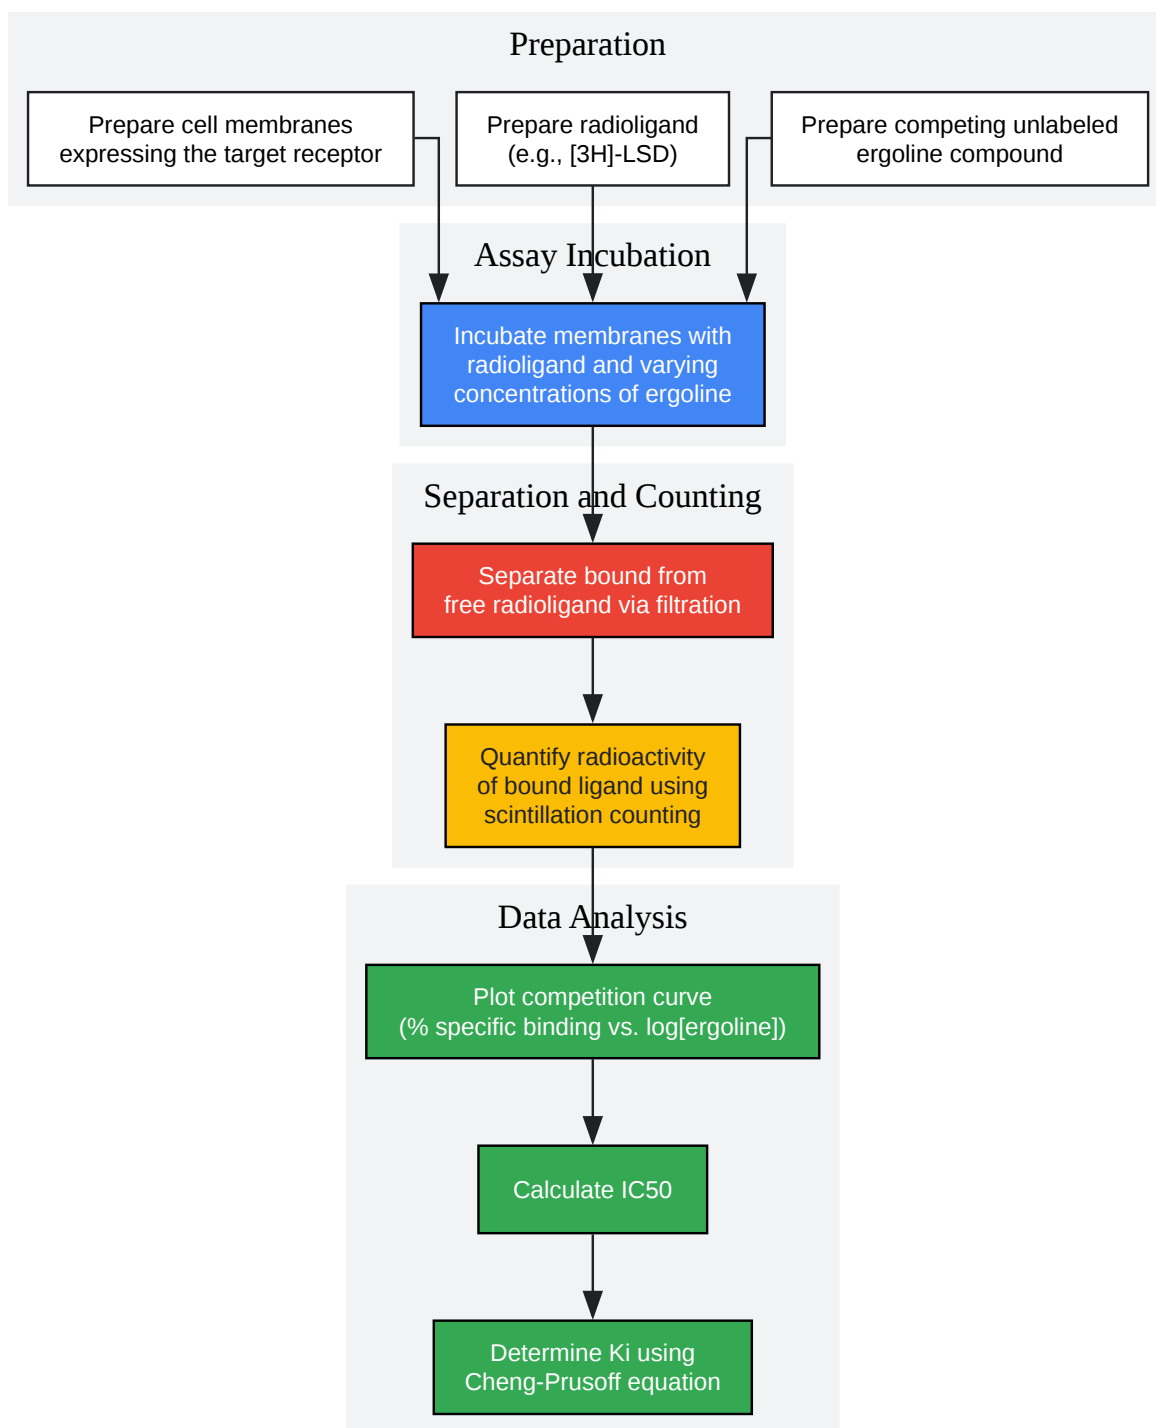 Preparation
Prepare cell membranes
expressing the target receptor
Prepare radioligand
(e.g., [3H]-LSD)
Prepare competing unlabeled
ergoline compound
Assay Incubation
Incubate membranes with
radioligand and varying
concentrations of ergoline
Separation and Counting
Separate bound from
free radioligand via filtration
Quantify radioactivity
of bound ligand using
scintillation counting
Data Analysis
Plot competition curve
(% specific binding vs. log[ergoline])
Calculate IC50
Determine Ki using
Cheng-Prusoff equation